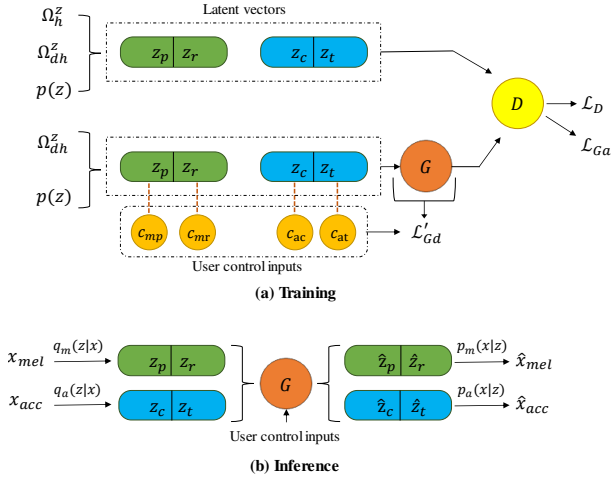 Ω_h^z
Latent vectors
Ω_dh^z
z_p z_r
z_c z_t
p(z)
D
ℒ_D
ℒ_Ga
Ω_dh^z
z_p z_r
z_c z_t
G
p(z)
c_mp
c_mr
c_ac
c_at
ℒ'_Gd
User control inputs
(a) Training
x_mel
q_m(z|x)
z_p z_r
G
ẑ_p ẑ_r
p_m(x|z)
x̂_mel
x_acc
q_a(z|x)
z_c z_t
ẑ_c ẑ_t
p_a(x|z)
x̂_acc
User control inputs
(b) Inference